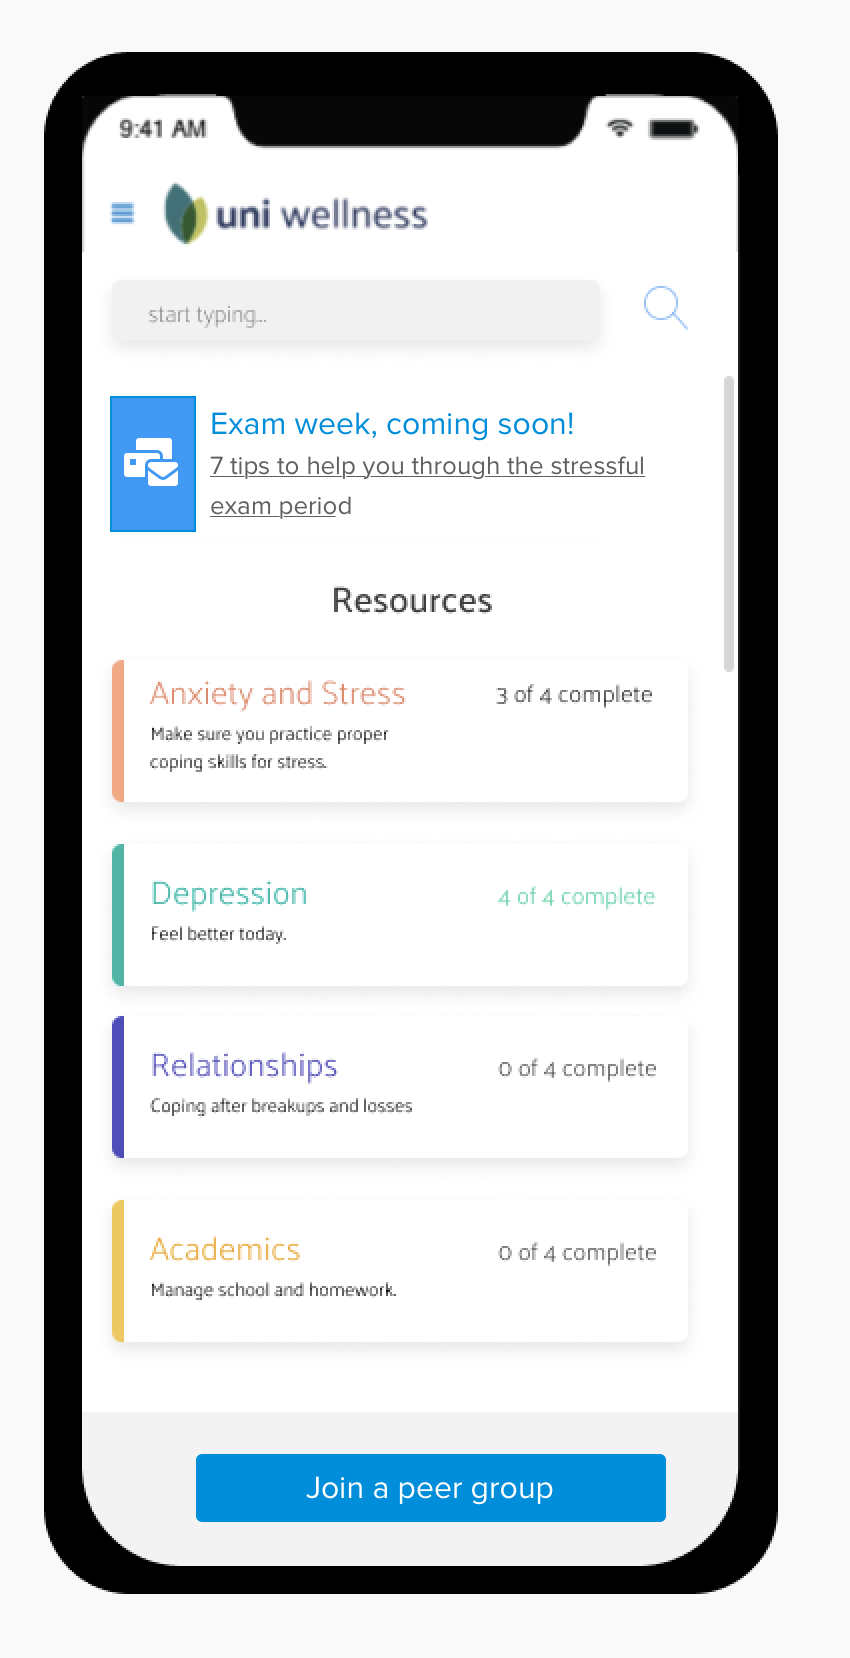 9:41 AM
uni wellness
start typing...
Exam week, coming soon!
7 tips to help you through the stressful
exam period
Resources
Anxiety and Stress
3 of 4 complete
Make sure you practice proper
coping skills for stress.
Depression
4 of 4 complete
Feel better today.
Relationships
0 of 4 complete
Coping after breakups and losses
Academics
0 of 4 complete
Manage school and homework.
Join a peer group